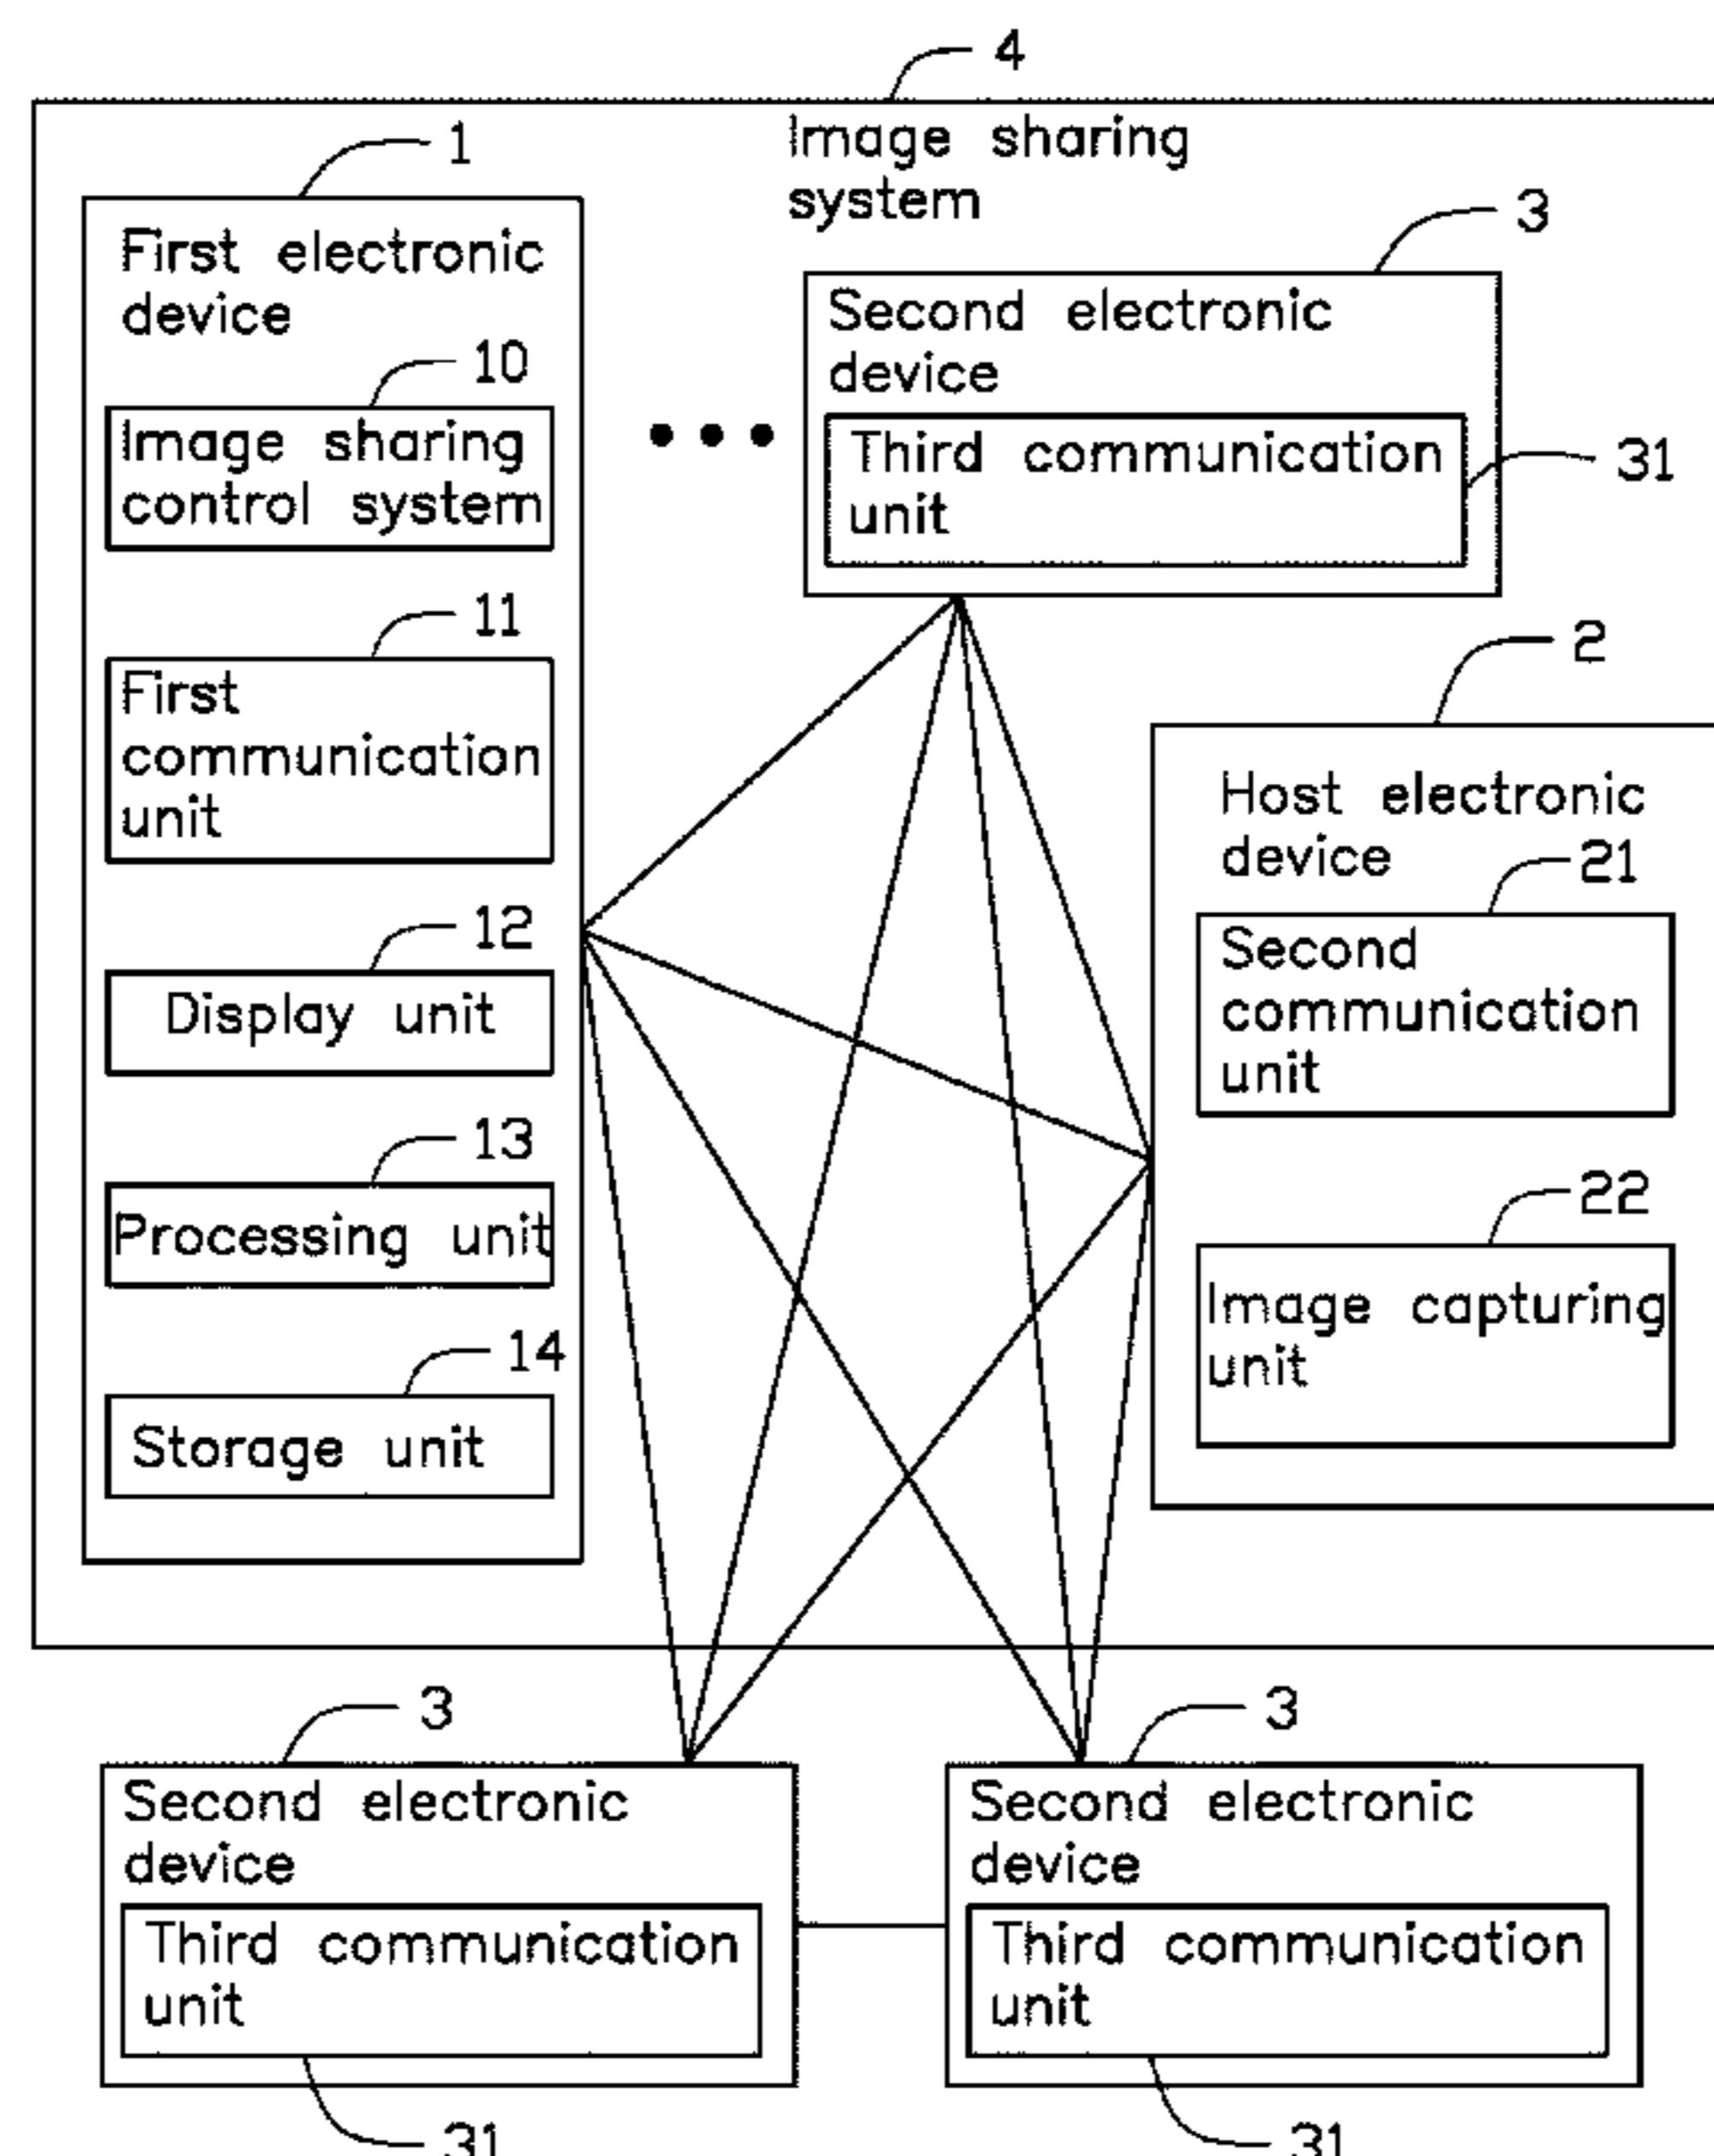 4
Image sharing
system
1
First electronic
device
10
Image sharing
control system
11
First
communication
unit
12
Display unit
13
Processing unit
14
Storage unit
3
Second electronic
device
Third communication
unit
31
2
Host electronic
device
21
Second
communication
unit
22
Image capturing
unit
3
Second electronic
device
Third communication
unit
31
3
Second electronic
device
Third communication
unit
31